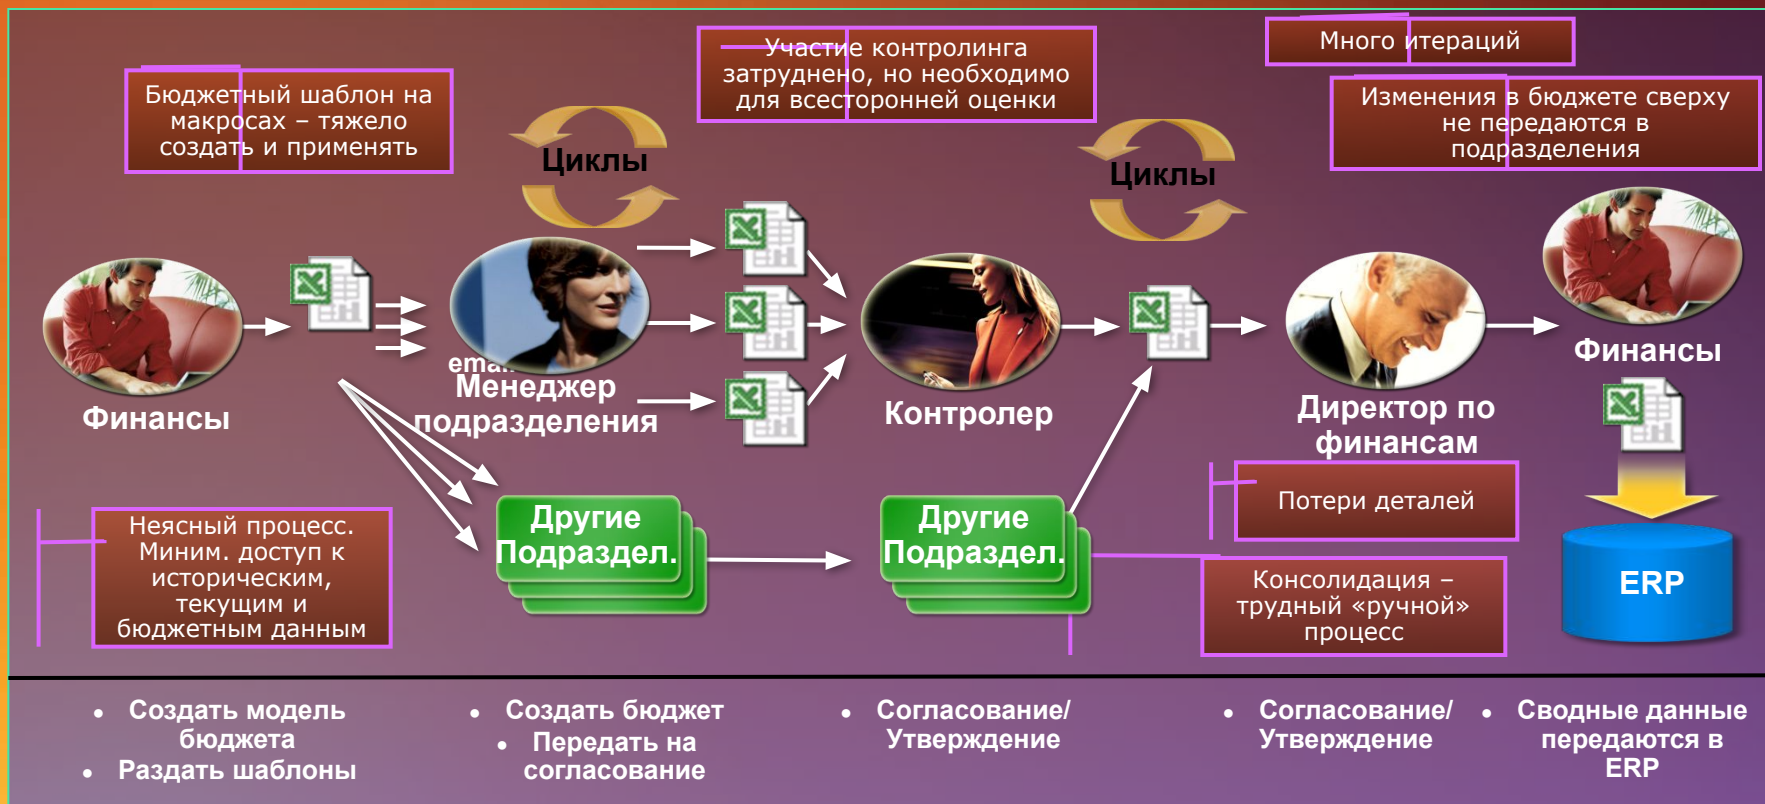 Много итераций
Участие контролинга
затруднено, но необходимо
для всесторонней оценки
Бюджетный шаблон на
макросах – тяжело
создать и применять
Изменения в бюджете сверху
не передаются в
подразделения
Циклы
Циклы
Финансы
Менеджер
подразделения
Контролер
Директор по
финансам
Финансы
Неясный процесс.
Миним. доступ к
историческим,
текущим и
бюджетным данным
Другие
Подраздел.
Другие
Подраздел.
Потери деталей
Консолидация –
трудный «ручной»
процесс
ERP
• Создать модель
бюджета
• Раздать шаблоны
• Создать бюджет
• Передать на
согласование
• Согласование/
Утверждение
• Согласование/
Утверждение
• Сводные данные
передаются в
ERP